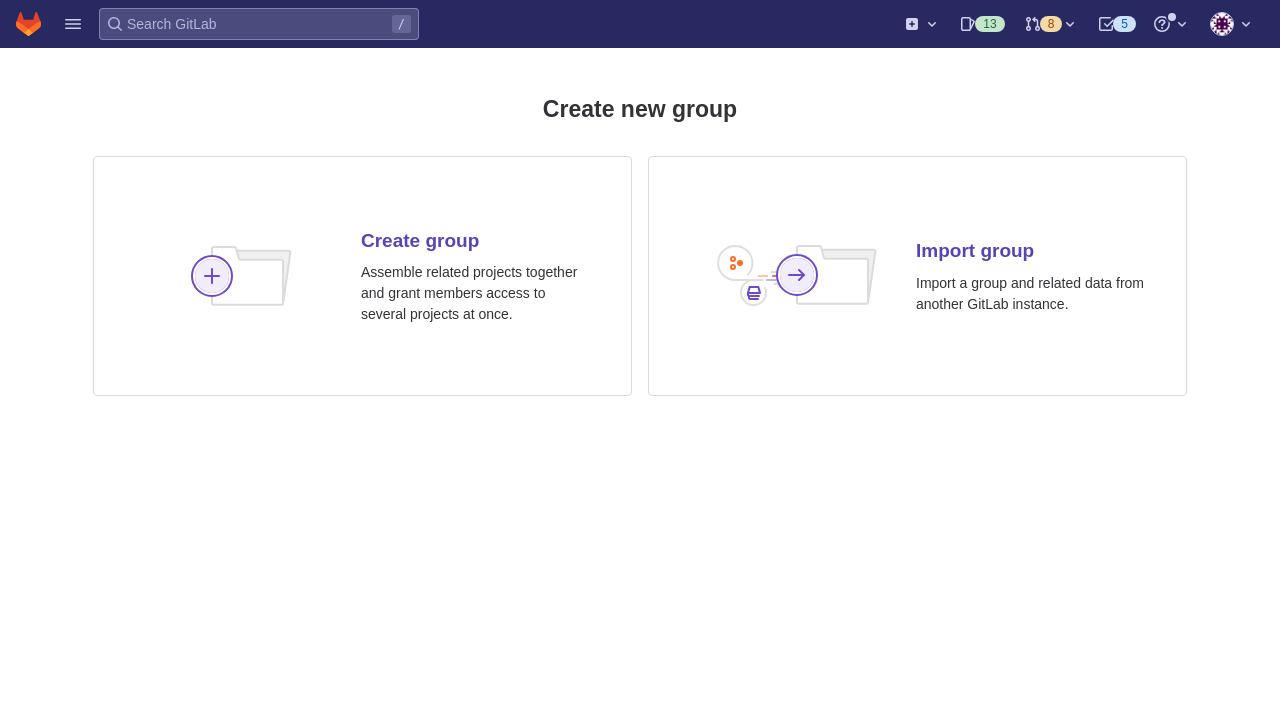 Search GitLab
/
13
8
5
Create new group
Create group
Assemble related projects together
and grant members access to
several projects at once.
Import group
Import a group and related data from
another GitLab instance.